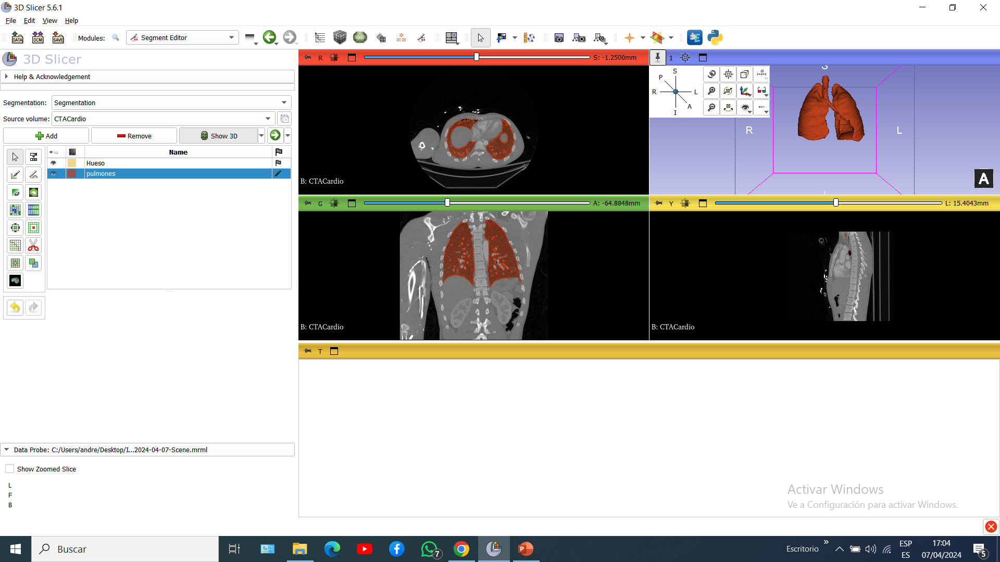 3D Slicer 5.6.1
File Edit View Help
DATA DCM SAVE Modules: Segment Editor
3D Slicer
Help & Acknowledgement
Segmentation: Segmentation
Source volume: CTACardio
Add Remove Show 3D
Name
Hueso
pulmones
Data Probe: C:/Users/andre/Desktop/I...2024-04-07-Scene.mrml
Show Zoomed Slice
L
F
B
R S: -1.2500mm
B: CTACardio
1
S
P
R L
A
I
S
R L
A
G A: -64.8848mm
B: CTACardio
Y L: 15.4043mm
B: CTACardio
T
Activar Windows
Ve a Configuración para activar Windows.
Buscar
7
P
Escritorio »
ESP
ES
17:04
07/04/2024
5